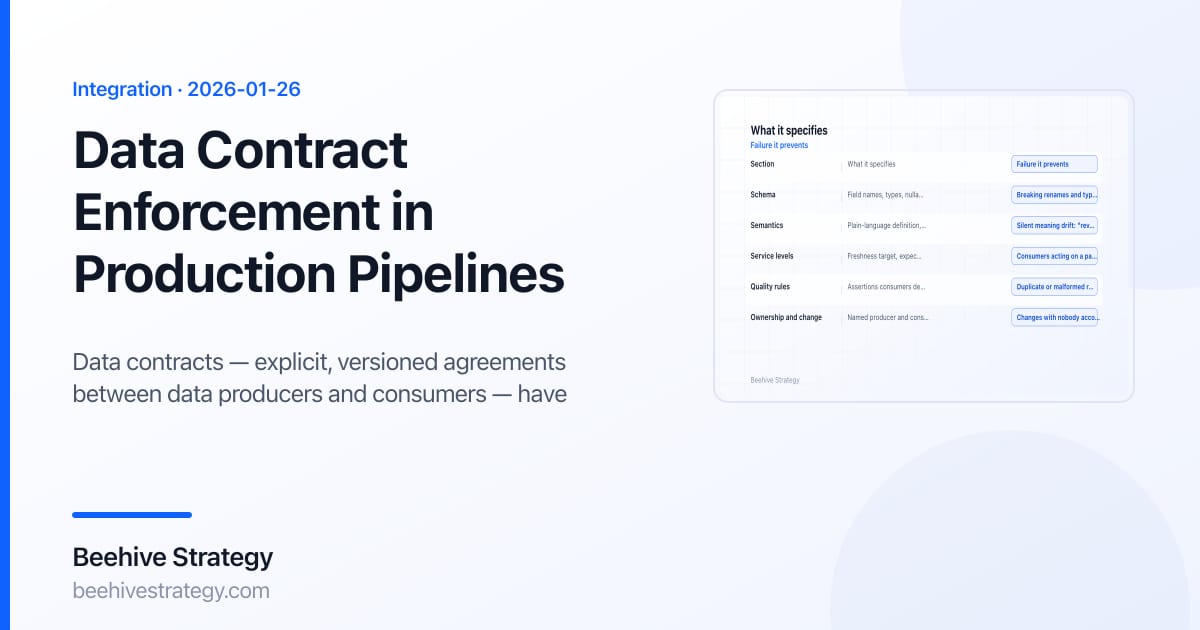 Integration · 2026-01-26
Data Contract
Enforcement in
Production Pipelines
Data contracts — explicit, versioned agreements
between data producers and consumers — have
Beehive Strategy
beehivestrategy.com
What it specifies
Failure it prevents
Section What it specifies Failure it prevents
Schema Field names, types, nulla... Breaking renames and typ...
Semantics Plain-language definition,... Silent meaning drift: "rev...
Service levels Freshness target, expec... Consumers acting on a pa...
Quality rules Assertions consumers de... Duplicate or malformed r...
Ownership and change Named producer and cons... Changes with nobody acco...
Beehive Strategy